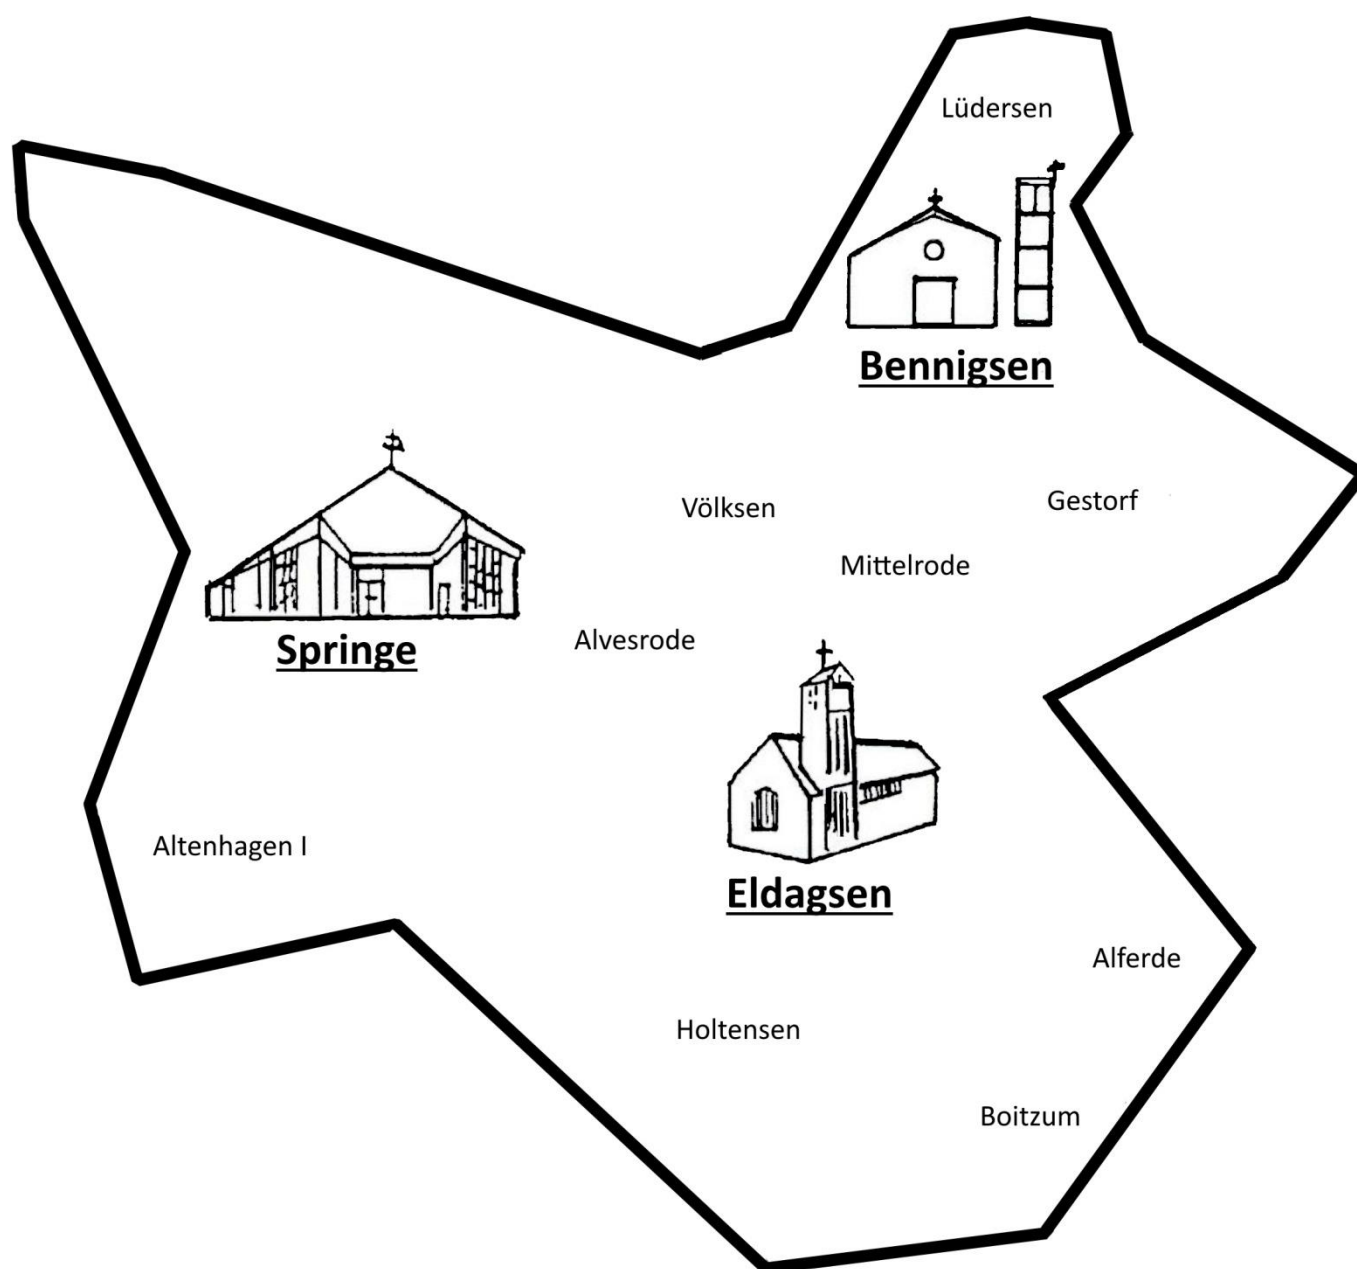 Lüdersen
Bennigsen
Völksen
Gestorf
Mittelrode
Springe
Alvesrode
Altenhagen I
Eldagsen
Alferde
Holtensen
Boitzum